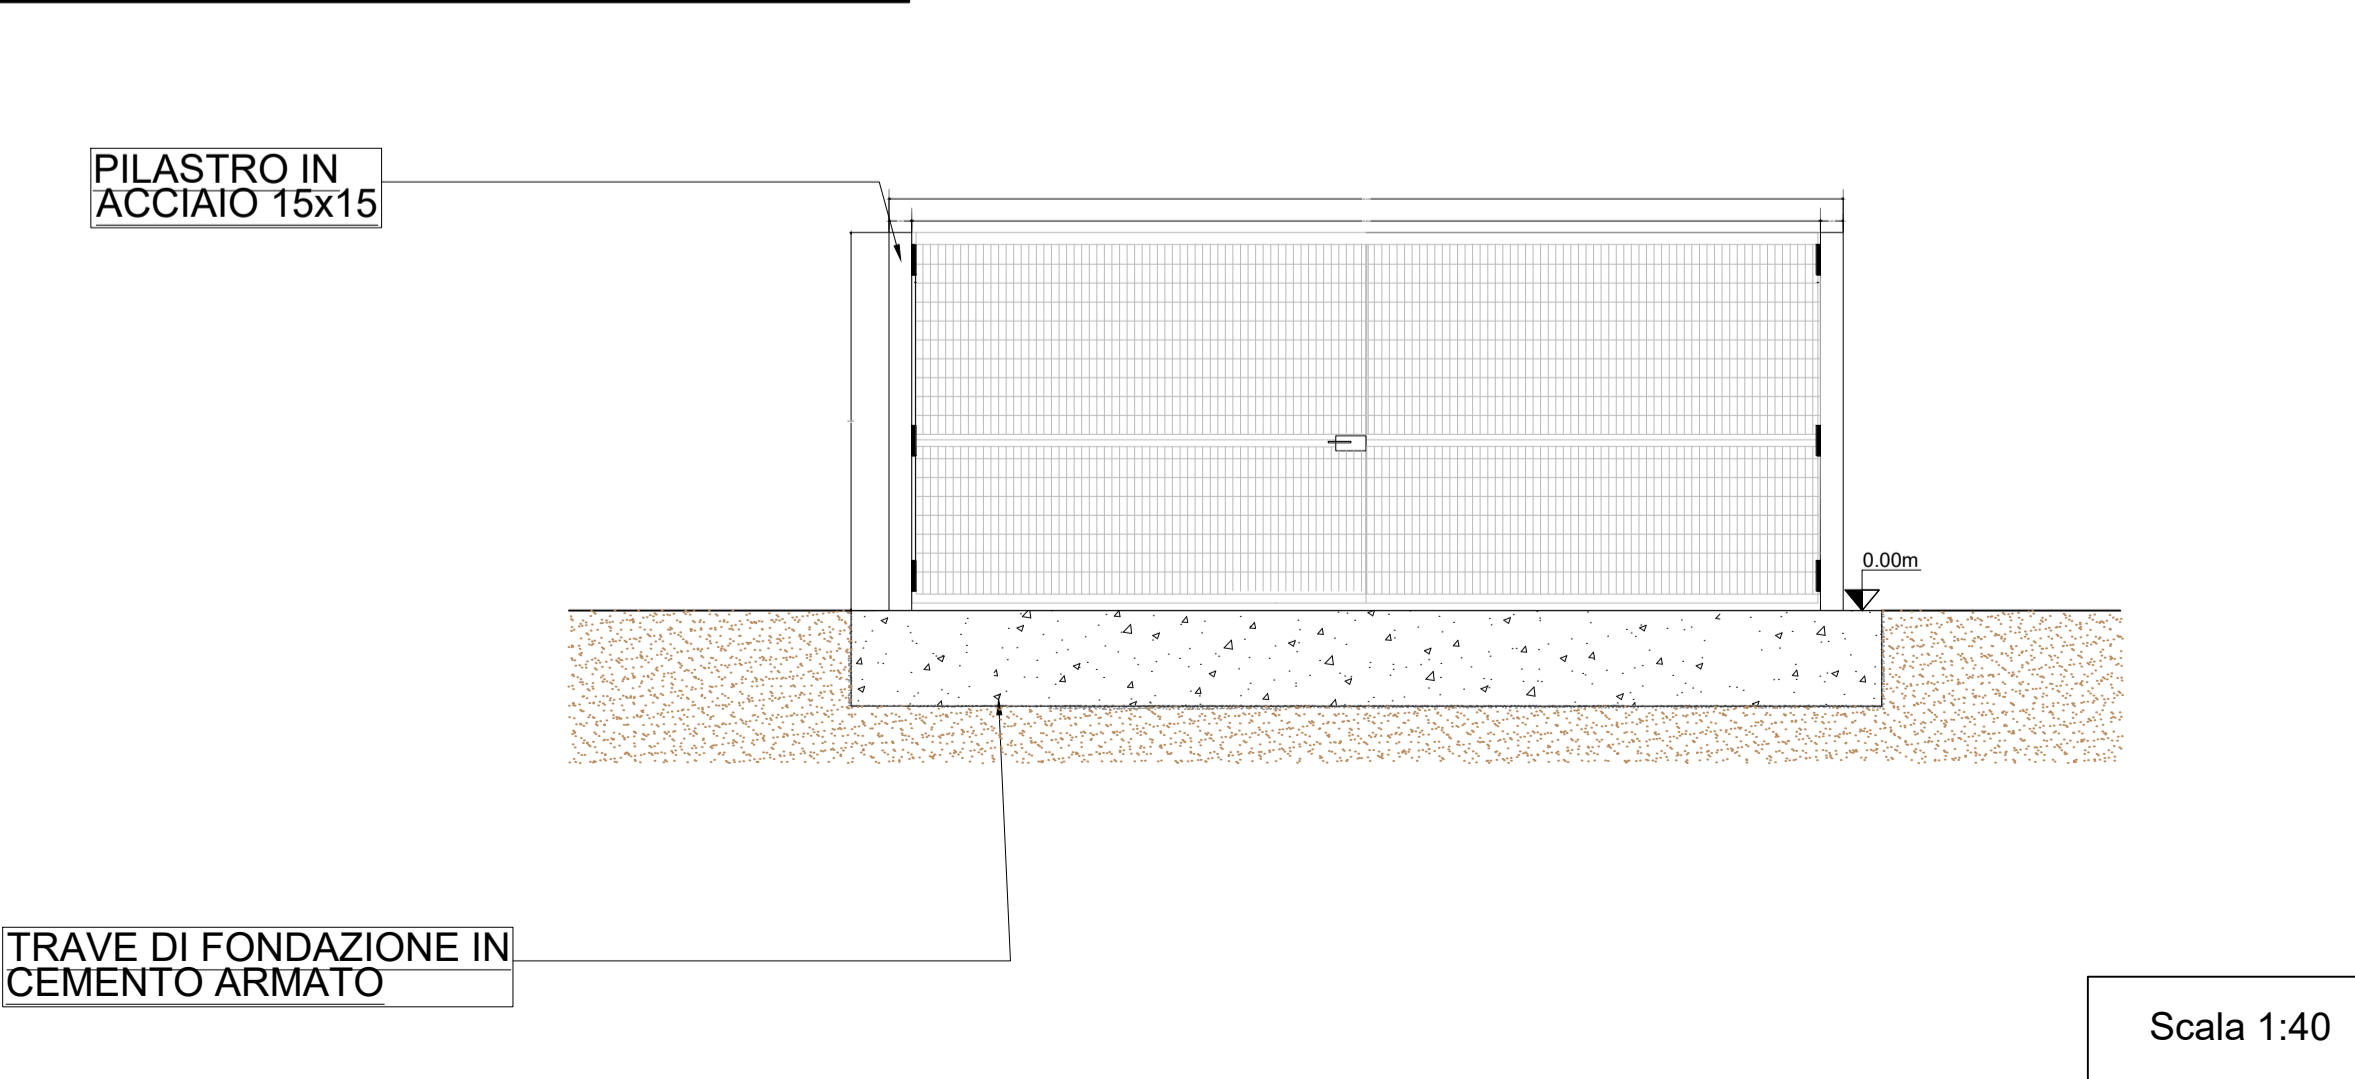 PILASTRO IN
ACCIAIO 15x15
0.00m
TRAVE DI FONDAZIONE IN
CEMENTO ARMATO
Scala 1:40